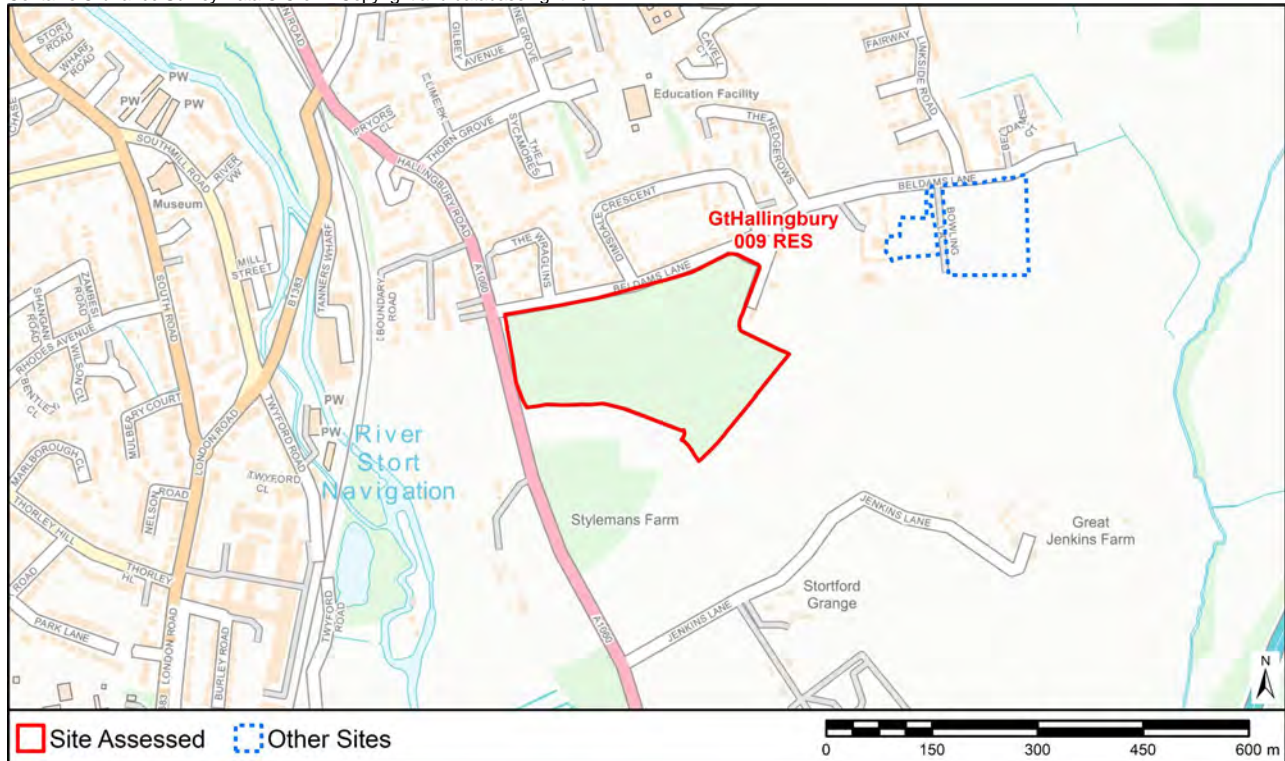 STORT
ROAD
WHARF
ROAD
PW
PW
PW
CHASE
SOUTHMILL ROAD
RIVER
VW
Museum
MILL
STREET
B1383
TANNERS WHARF
SOUTH ROAD
ZAMBESI
ROAD
SHANGANI
ROAD
RHODES AVENUE
WILSON
CL
BENTLEY
CL
MULBERRY COURT
MARLBOROUGH CL
NELSON
ROAD
LONDON ROAD
TWYFORD ROAD
TWYFORD
CL
PW
PW
River
Stort
Navigation
THORLEY HILL
THORLEY
HL
ROAD
PARK LANE
LONDON ROAD
BURLEY ROAD
TWYFORD
ROAD
GILBEY
AVENUE
PRYORS
CL
THORN GROVE
THE
SYCAMORES
HALLINGBURY ROAD
BOUNDARY
ROAD
A1060
THE
WRAGLINS
DIMSDALE CRESCENT
BELDAMS LANE
CAVELL
CT
Education Facility
THE
HEDGEROWS
FAIRWAY
LINKSIDE ROAD
BELDAMS LANE
BOWLING
GtHallingbury
009 RES
Stylemans Farm
A1060
JENKINS LANE
JENKINS LANE
Stortford
Grange
Great
Jenkins Farm
N
Site Assessed
Other Sites
0 150 300 450 600 m